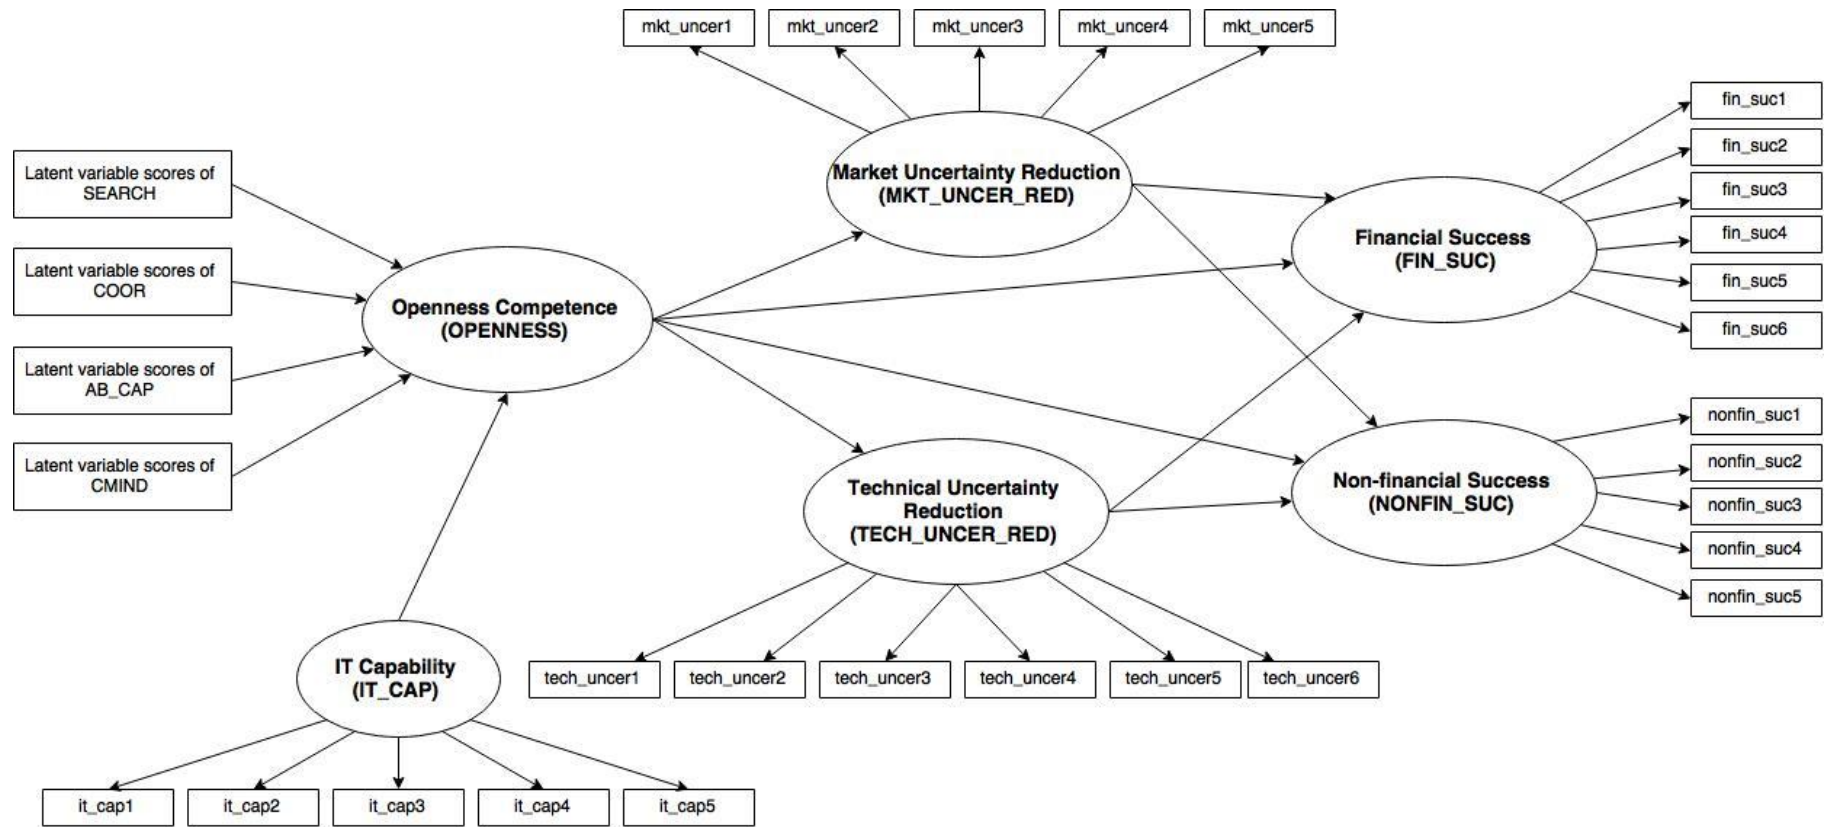 mkt_uncer1
mkt_uncer2
mkt_uncer3
mkt_uncer4
mkt_uncer5
Latent variable scores of
SEARCH
Latent variable scores of
COOR
Latent variable scores of
AB_CAP
Latent variable scores of
CMIND
Openness Competence
(OPENNESS)
Market Uncertainty Reduction
(MKT_UNCER_RED)
Financial Success
(FIN_SUC)
fin_suc1
fin_suc2
fin_suc3
fin_suc4
fin_suc5
fin_suc6
Technical Uncertainty
Reduction
(TECH_UNCER_RED)
Non-financial Success
(NONFIN_SUC)
nonfin_suc1
nonfin_suc2
nonfin_suc3
nonfin_suc4
nonfin_suc5
IT Capability
(IT_CAP)
tech_uncer1
tech_uncer2
tech_uncer3
tech_uncer4
tech_uncer5
tech_uncer6
it_cap1
it_cap2
it_cap3
it_cap4
it_cap5